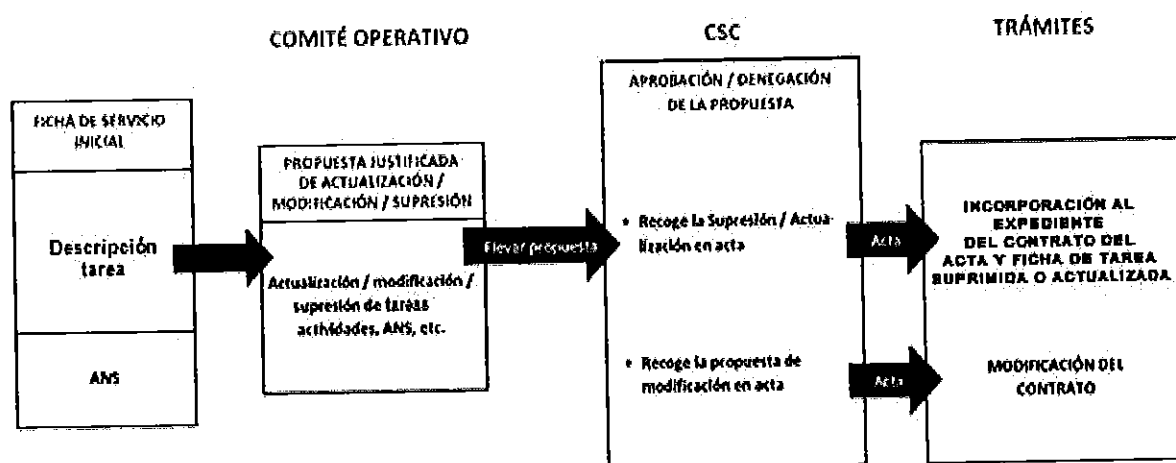 COMITÉ OPERATIVO
CSC
TRÁMITES
FICHA DE SERVICIO
INICIAL
Descripción
tarea
ANS
PROPUESTA JUSTIFICADA
DE ACTUALIZACIÓN /
MODIFICACIÓN / SUPRESIÓN
Actualización / modificación /
supresión de tareas
actividades, ANS, etc.
Elevar propuesta
APROBACIÓN / DENEGACIÓN
DE LA PROPUESTA
• Recoge la Supresión / Actua-
lización en acta
• Recoge la propuesta de
modificación en acta
Acta
Acta
INCORPORACIÓN AL
EXPEDIENTE
DEL CONTRATO DEL
ACTA Y FICHA DE TAREA
SUPRIMIDA O ACTUALIZADA
MODIFICACIÓN DEL
CONTRATO